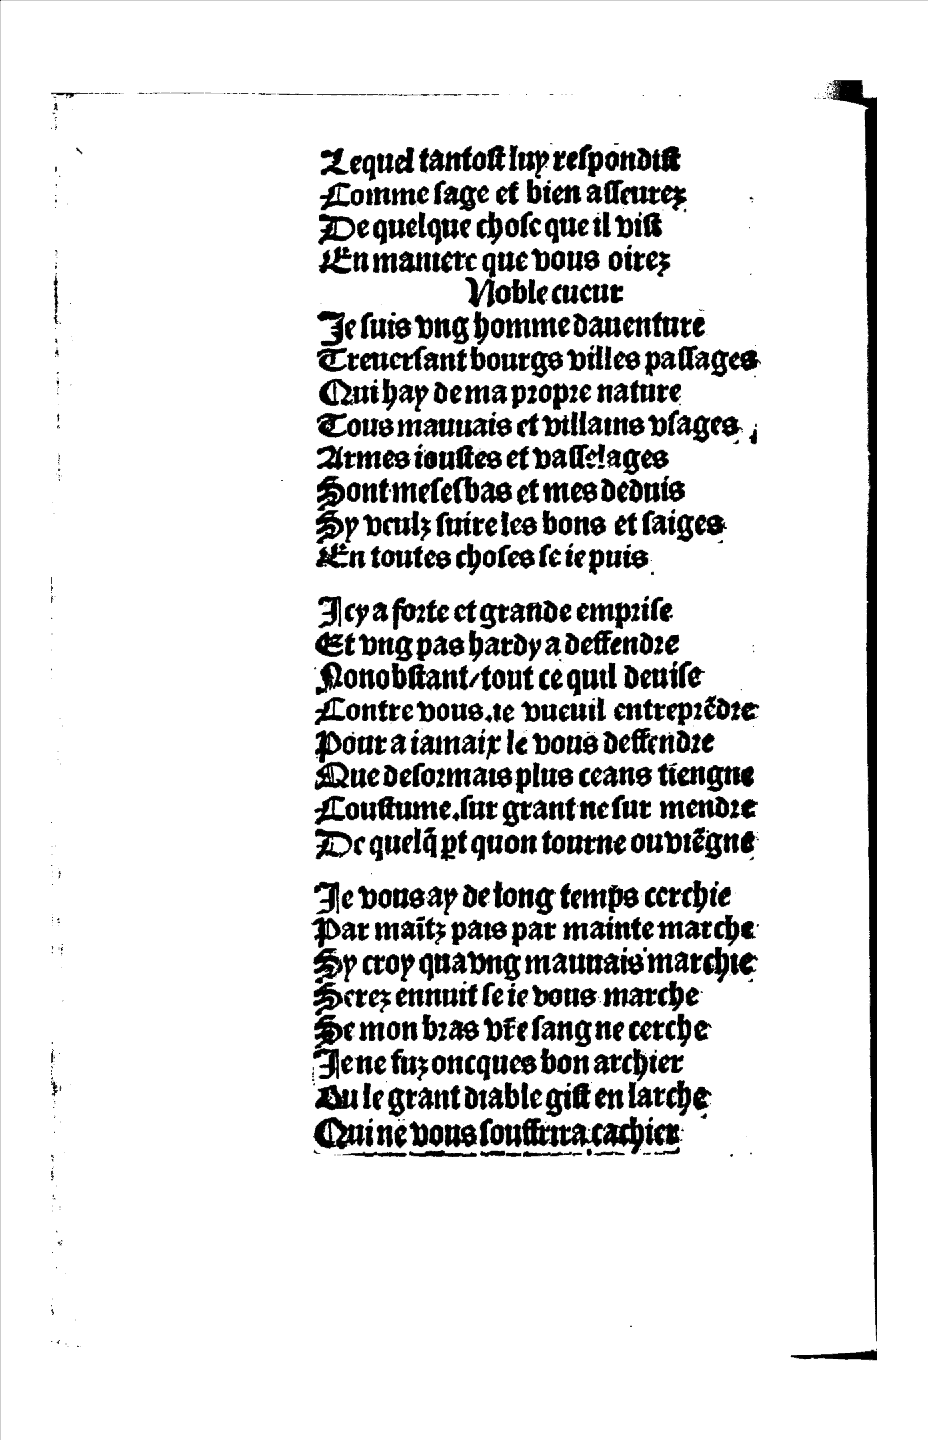 Lequel tantost luy respondist
Comme sage et bien asseurez
De quelque chose que il vist
En maniere que vous oirez
Noble cueur
Je suis vng homme dauenture
Treuersant bourgs villes passages
Qui hay de ma propre nature
Tous mauuais et villains vsages
Armes ioustes et vasselages
Sont mes esbas et mes deduis
Sy veulz suire les bons et saiges
En toutes choses se ie puis
Icy a forte et grande emprise
Et vng pas hardy a deffendre
Nonobstant/tout ce quil deuise
Contre vous.ie vueuil entreprēdre
Pour a iamaix le vous deffendre
Que desormais plus ceans tiengne
Coustume.sur grant ne sur mendre
De quelq̄ ꝑt quon tourne ou viēgne
Je vous ay de long temps cerchie
Par maītz pais par mainte marche
Sy croy qua vng mauuais marchie
Serez ennuit se ie vous marche
Se mon bras vr̄e sang ne cerche
Je ne fuz oncques bon archier
Ou le grant diable gist en larche
Qui ne vous souffrira cachier